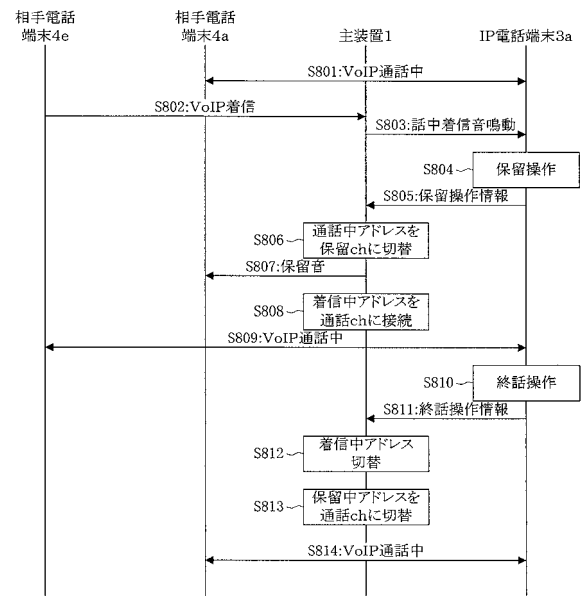 相手電話
端末4e
相手電話
端末4a
主装置1
IP電話端末3a
S801:VoIP通話中
S802:VoIP着信
S803:話中着信音鳴動
S804
保留操作
S805:保留操作情報
S806
通話中アドレスを
保留chに切替
S807:保留音
S808
着信中アドレスを
通話chに接続
S809:VoIP通話中
S810
終話操作
S811:終話操作情報
S812
着信中アドレス
切替
S813
保留中アドレスを
通話chに切替
S814:VoIP通話中